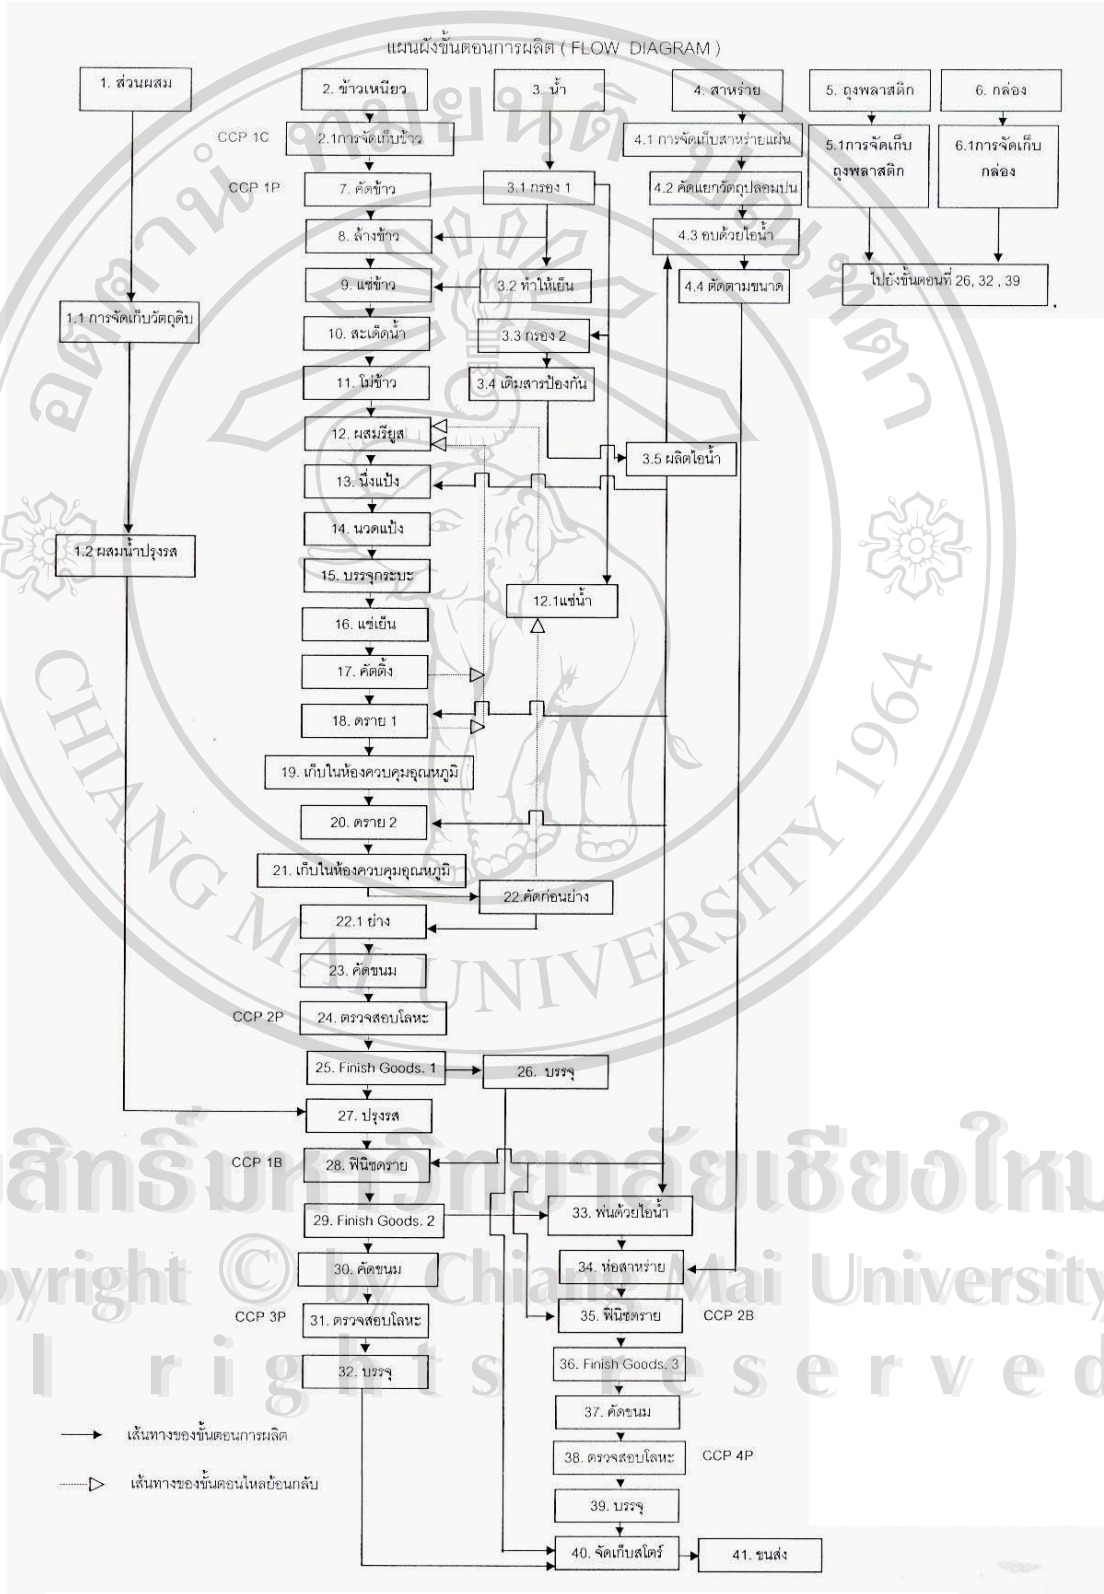 แผนผังขั้นตอนการผลิต ( FLOW DIAGRAM )
1. ส่วนผสม
2. ข้าวเหนียว
3. น้ำ
4. สาหร่าย
5. ถุงพลาสติก
6. กล่อง
CCP 1C
2.1การจัดเก็บข้าว
4.1 การจัดเก็บสาหร่ายแผ่น
5.1การจัดเก็บ
ถุงพลาสติก
6.1การจัดเก็บ
กล่อง
CCP 1P
7. คัดข้าว
3.1 กรอง 1
4.2 คัดแยกวัตถุปลอมปน
8. ล้างข้าว
4.3 อบด้วยไอน้ำ
9. แช่ข้าว
3.2 ทำให้เย็น
4.4 ตัดตามขนาด
ไปยังขั้นตอนที่ 26, 32 , 39
1.1 การจัดเก็บวัตถุดิบ
10. สะเด็ดน้ำ
3.3 กรอง 2
11. โม่ข้าว
3.4 เติมสารป้องกัน
12. ผสมรียูส
3.5 ผลิตไอน้ำ
13. นึ่งแป้ง
14. นวดแป้ง
1.2 ผสมน้ำปรุงรส
15. บรรจุกระบะ
12.1แช่น้ำ
16. แช่เย็น
17. คัตติ้ง
18. ดราย 1
19. เก็บในห้องควบคุมอุณหภูมิ
20. ดราย 2
21. เก็บในห้องควบคุมอุณหภูมิ
22.คัดก่อนย่าง
22.1 ย่าง
23. คัดขนม
CCP 2P
24. ตรวจสอบโลหะ
25. Finish Goods. 1
26. บรรจุ
27. ปรุงรส
CCP 1B
28. ฟินิชดราย
29. Finish Goods. 2
33. พ่นด้วยไอน้ำ
30. คัดขนม
34. ห่อสาหร่าย
CCP 3P
31. ตรวจสอบโลหะ
35. ฟินิชดราย
CCP 2B
32. บรรจุ
36. Finish Goods. 3
37. คัดขนม
เส้นทางของขั้นตอนการผลิต
38. ตรวจสอบโลหะ
CCP 4P
เส้นทางของขั้นตอนไหลย้อนกลับ
39. บรรจุ
40. จัดเก็บสโตร์
41. ขนส่ง
CHIANG MAI UNIVERSITY 1964
สิทธิ์มหาวิทยาลัยเชียงใหม
yright © by Chiang Mai University
l rights reserved